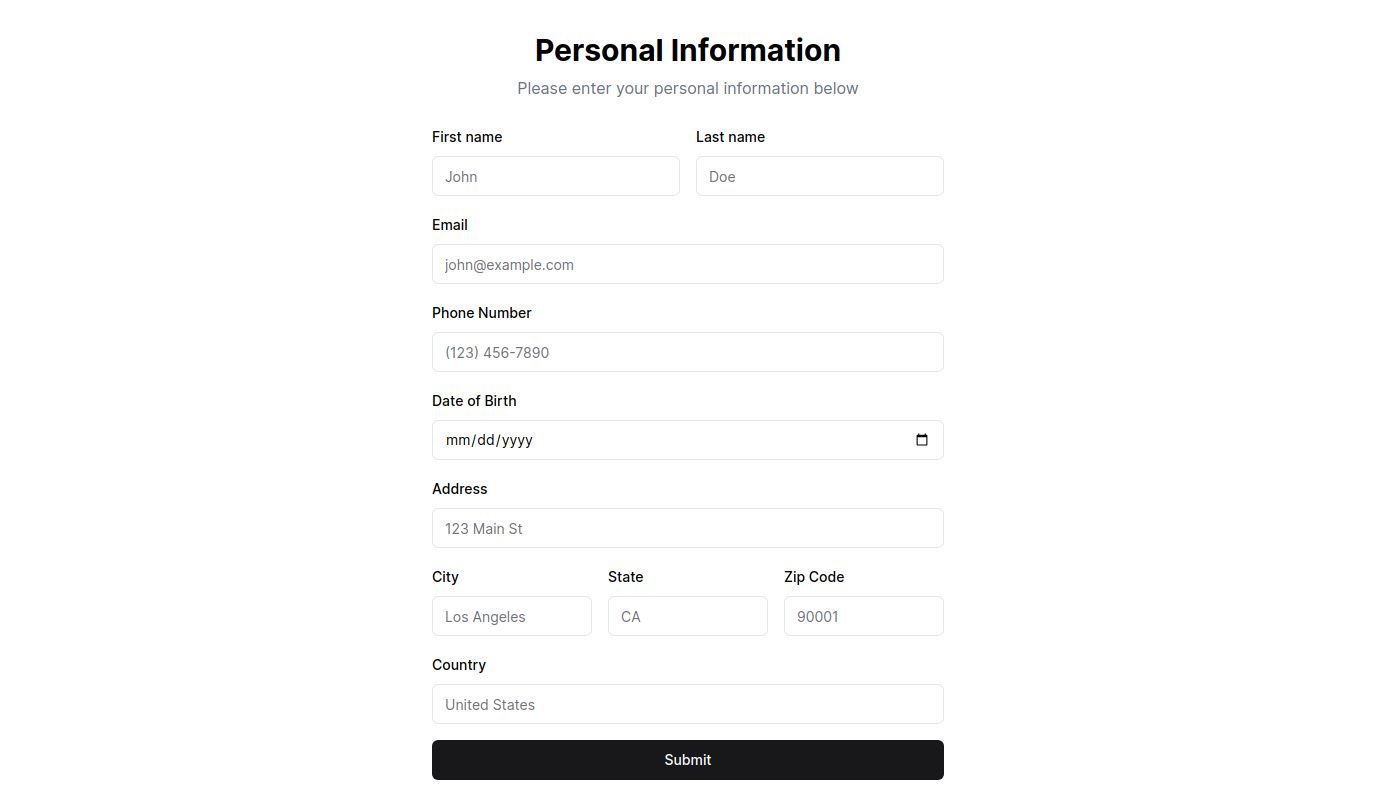 Personal Information
Please enter your personal information below
First name Last name
John Doe
Email
john@example.com
Phone Number
(123) 456-7890
Date of Birth
mm/dd/yyyy
Address
123 Main St
City State Zip Code
Los Angeles CA 90001
Country
United States
Submit